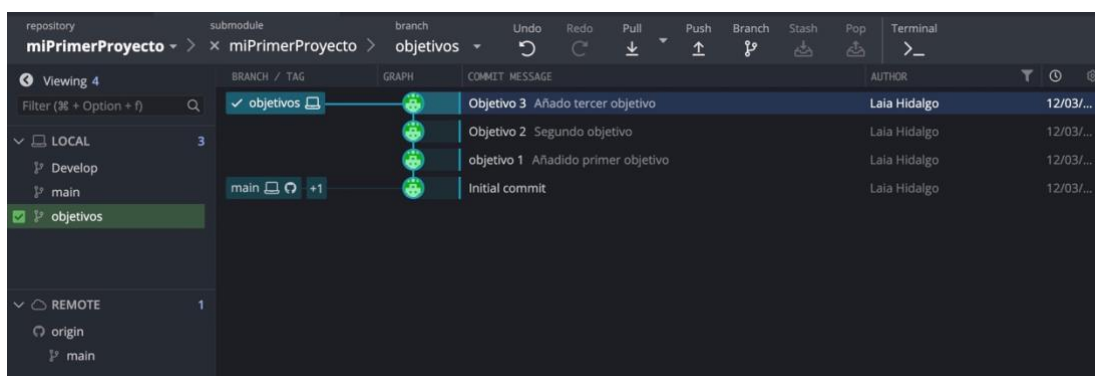 repository
submodule
branch
Undo
Redo
Pull
Push
Branch
Stash
Pop
Terminal
miPrimerProyecto
miPrimerProyecto
objetivos
Viewing 4
BRANCH / TAG
GRAPH
COMMIT MESSAGE
AUTHOR
Filter (⌘ + Option + f)
objetivos
Objetivo 3 Añado tercer objetivo
Laia Hidalgo
12/03/...
Objetivo 2 Segundo objetivo
Laia Hidalgo
12/03/...
LOCAL 3
objetivo 1 Añadido primer objetivo
Laia Hidalgo
12/03/...
Develop
main +1
Initial commit
Laia Hidalgo
12/03/...
main
objetivos
REMOTE 1
origin
main